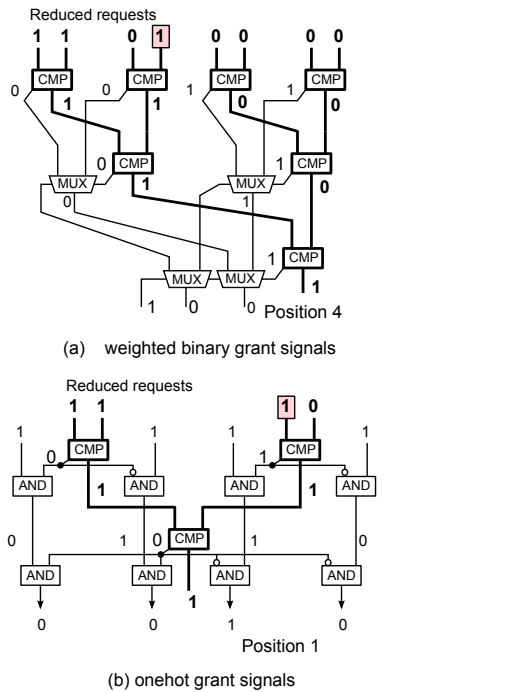 Reduced requests
1 1 0 1 0 0 0 0
CMP CMP CMP CMP
0 0 1 1
1 1 0 0
CMP CMP
0 1
MUX MUX
1 0
0 1
CMP
1
MUX MUX
1
1 0 0
Position 4
(a) weighted binary grant signals
Reduced requests
1 1 1 0
1 1 1 1
CMP CMP
0 1
AND AND AND AND
1 1
0 1 0 1 0
CMP
AND AND AND AND
1
0 0 1 0
Position 1
(b) onehot grant signals